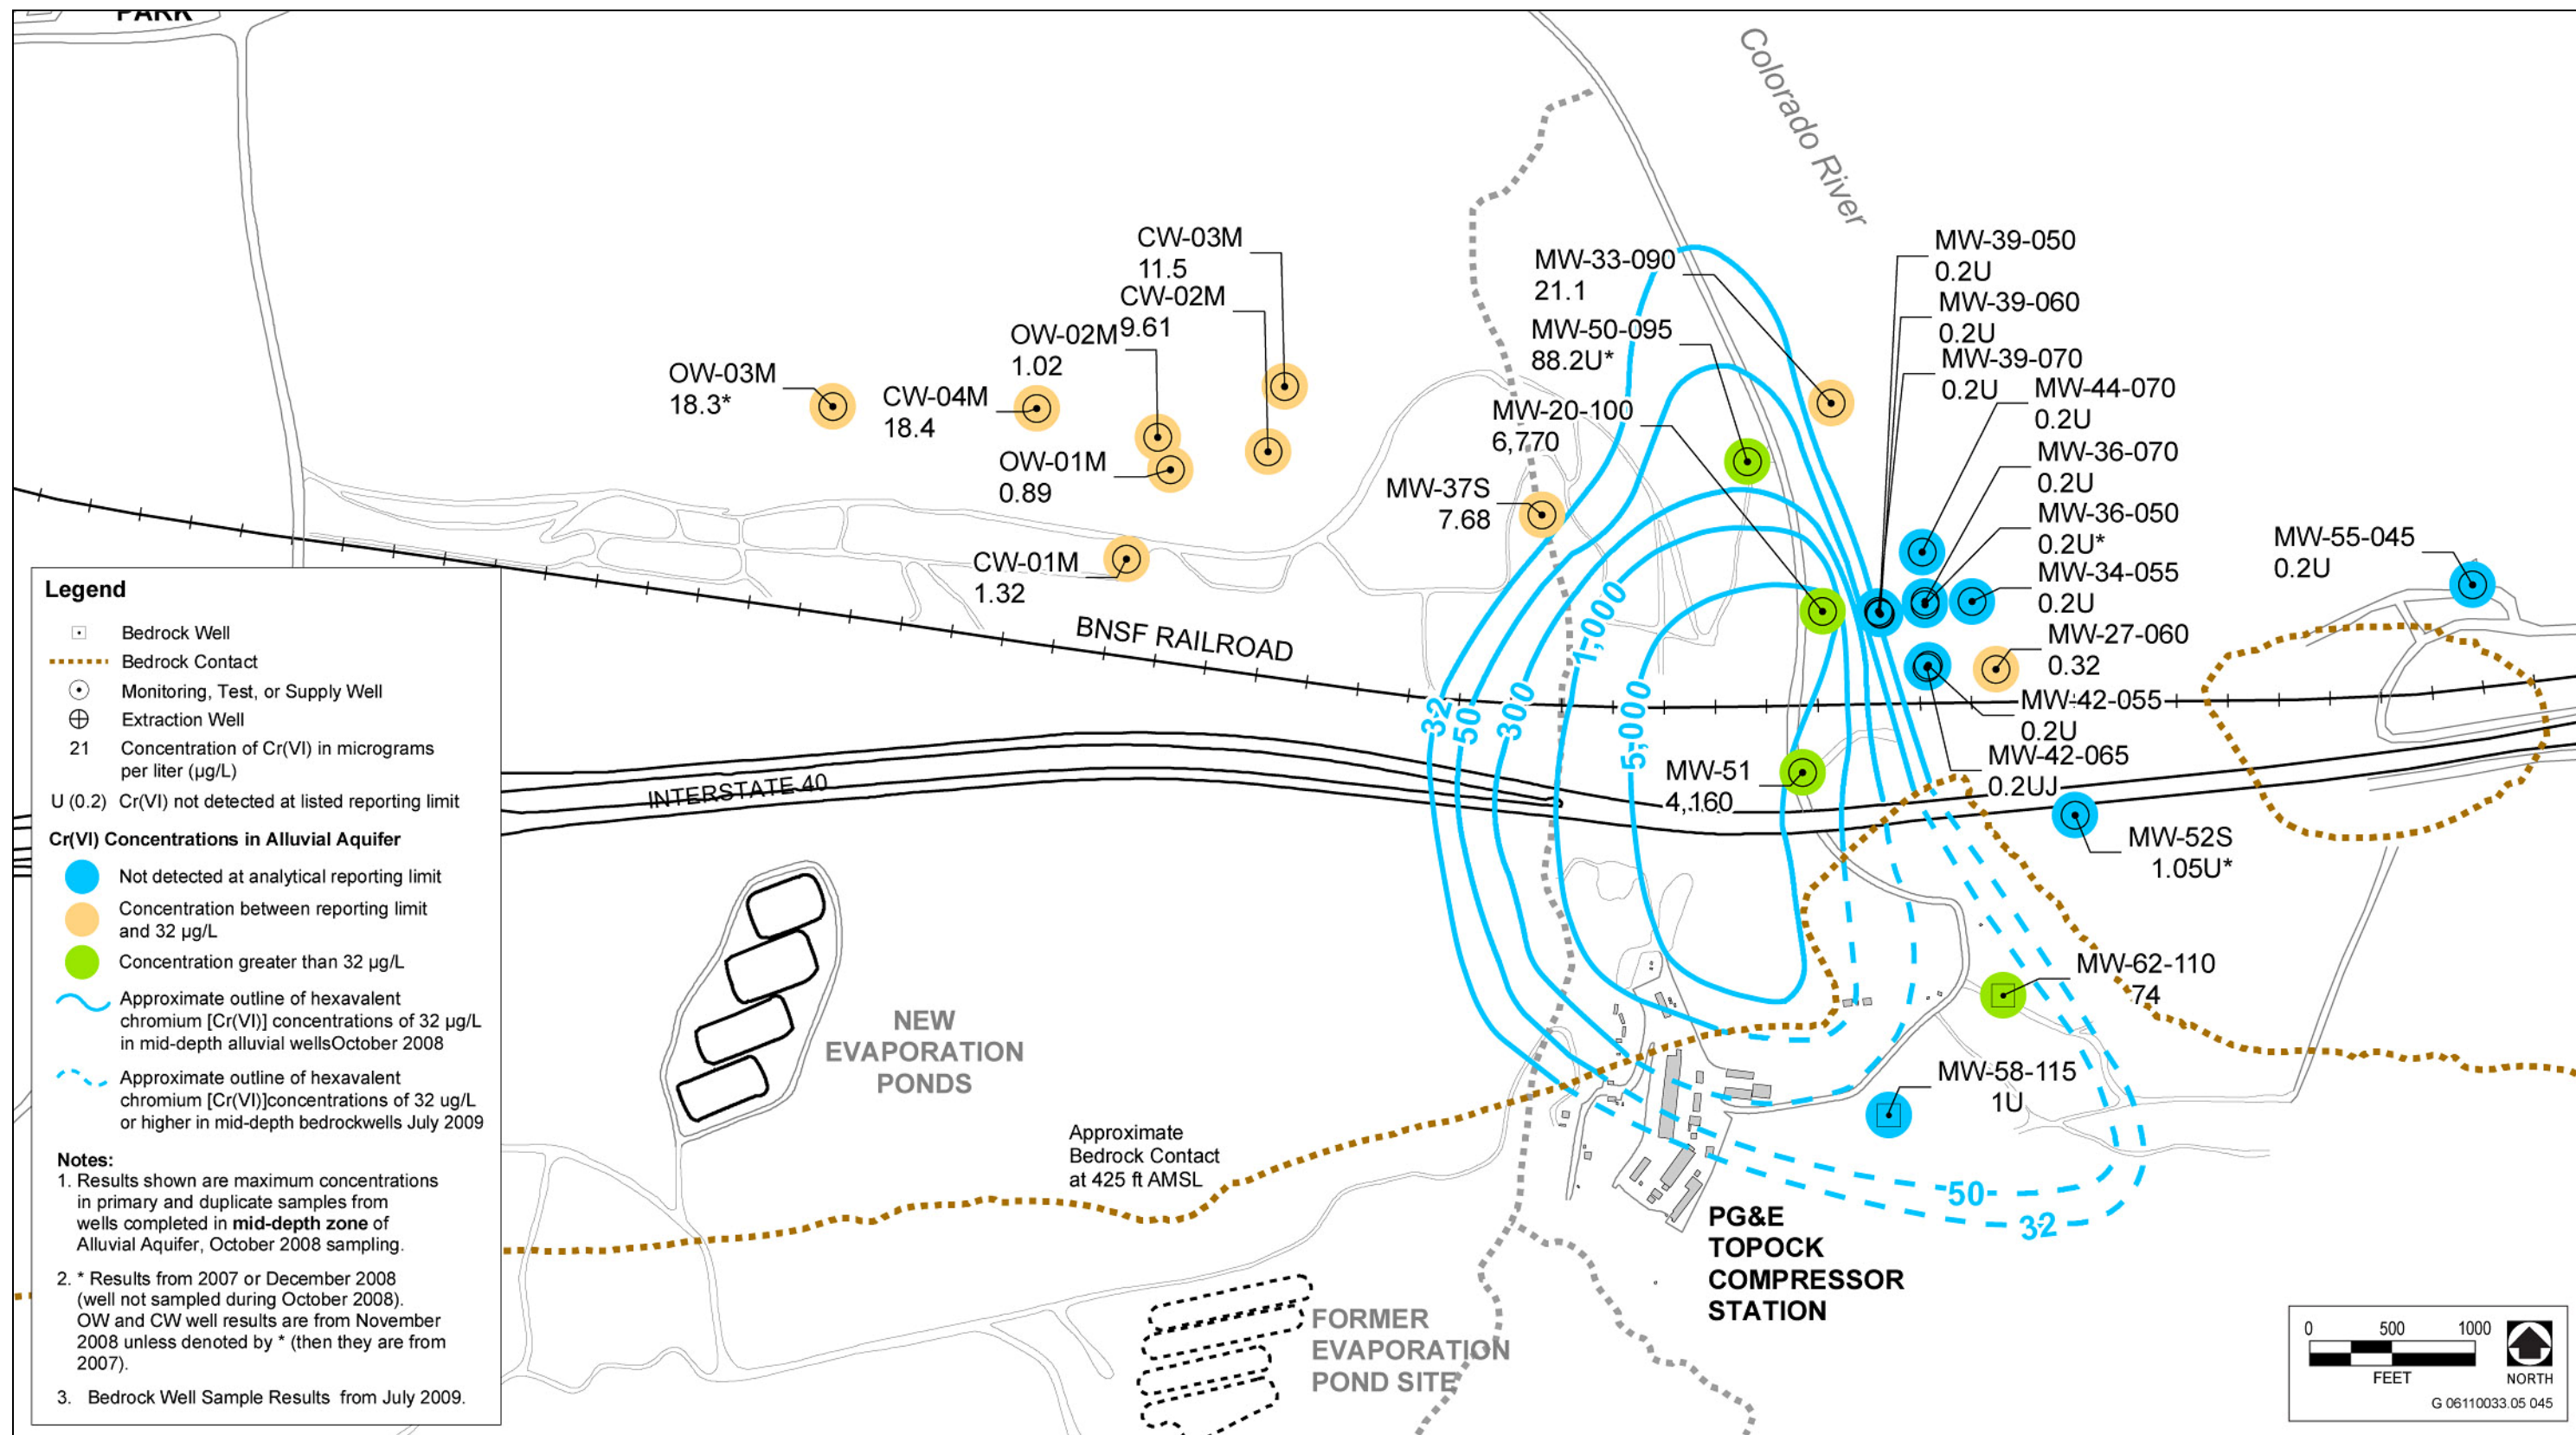 PARK
Colorado River
CW-03M
11.5
CW-02M
9.61
OW-02M
1.02
OW-03M
18.3*
CW-04M
18.4
OW-01M
0.89
CW-01M
1.32
MW-33-090
21.1
MW-50-095
88.2U*
MW-20-100
6,770
MW-37S
7.68
MW-39-050
0.2U
MW-39-060
0.2U
MW-39-070
0.2U
MW-44-070
0.2U
MW-36-070
0.2U
MW-36-050
0.2U*
MW-34-055
0.2U
MW-27-060
0.32
MW-42-055
0.2U
MW-42-065
0.2UJ
MW-55-045
0.2U
MW-52S
1.05U*
MW-51
4,160
MW-62-110
74
MW-58-115
1U
BNSF RAILROAD
INTERSTATE 40
32
50
300
1,000
5,000
50
32
NEW
EVAPORATION
PONDS
Approximate
Bedrock Contact
at 425 ft AMSL
FORMER
EVAPORATION
POND SITE
PG&E
TOPOCK
COMPRESSOR
STATION
Legend
Bedrock Well
Bedrock Contact
Monitoring, Test, or Supply Well
Extraction Well
21 Concentration of Cr(VI) in micrograms
per liter (µg/L)
U (0.2) Cr(VI) not detected at listed reporting limit
Cr(VI) Concentrations in Alluvial Aquifer
Not detected at analytical reporting limit
Concentration between reporting limit
and 32 µg/L
Concentration greater than 32 µg/L
Approximate outline of hexavalent
chromium [Cr(VI)] concentrations of 32 µg/L
in mid-depth alluvial wellsOctober 2008
Approximate outline of hexavalent
chromium [Cr(VI)]concentrations of 32 ug/L
or higher in mid-depth bedrockwells July 2009
Notes:
1. Results shown are maximum concentrations
in primary and duplicate samples from
wells completed in mid-depth zone of
Alluvial Aquifer, October 2008 sampling.
2. * Results from 2007 or December 2008
(well not sampled during October 2008).
OW and CW well results are from November
2008 unless denoted by * (then they are from
2007).
3. Bedrock Well Sample Results from July 2009.
0 500 1000
FEET
NORTH
G 06110033.05 045